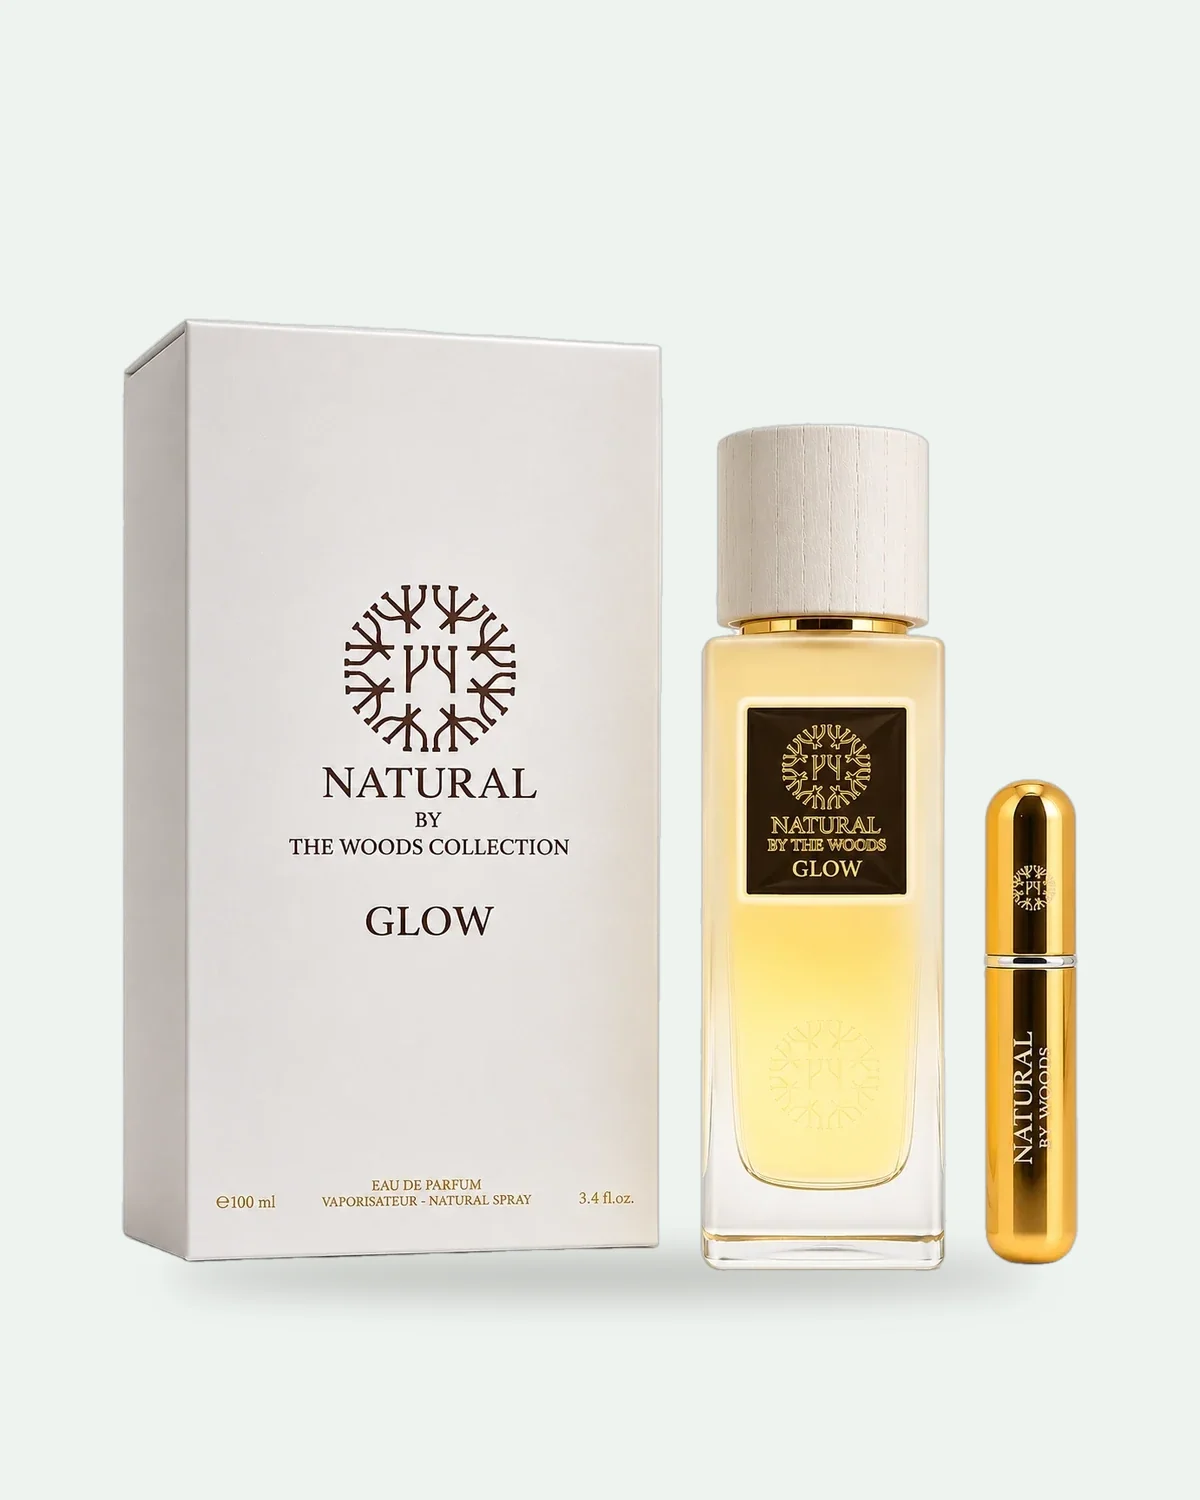 NATURAL
BY
THE WOODS COLLECTION
GLOW
EAU DE PARFUM
VAPORISATEUR - NATURAL SPRAY
℮100 ml
3.4 fl.oz.
NATURAL
BY THE WOODS
GLOW
NATURAL
BY WOODS